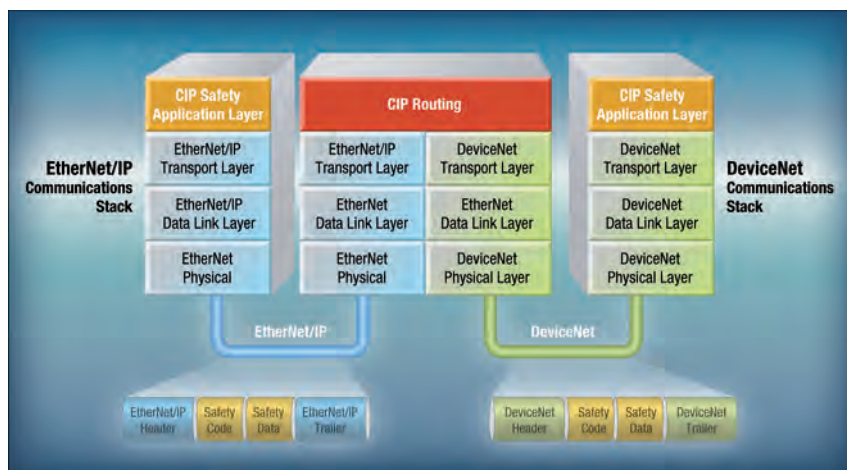 CIP Safety
Application Layer
CIP Routing
CIP Safety
Application Layer
EtherNet/IP
Communications
Stack
EtherNet/IP
Transport Layer
EtherNet/IP
Transport Layer
DeviceNet
Transport Layer
DeviceNet
Transport Layer
DeviceNet
Communications
Stack
EtherNet/IP
Data Link Layer
EtherNet
Data Link Layer
EtherNet
Data Link Layer
DeviceNet
Data Link Layer
EtherNet
Physical
EtherNet
Physical
DeviceNet
Physical Layer
DeviceNet
Physical Layer
EtherNet/IP
DeviceNet
EtherNet/IP
Header
Safety
Code
Safety
Data
EtherNet/IP
Trailer
DeviceNet
Header
Safety
Code
Safety
Data
DeviceNet
Trailer